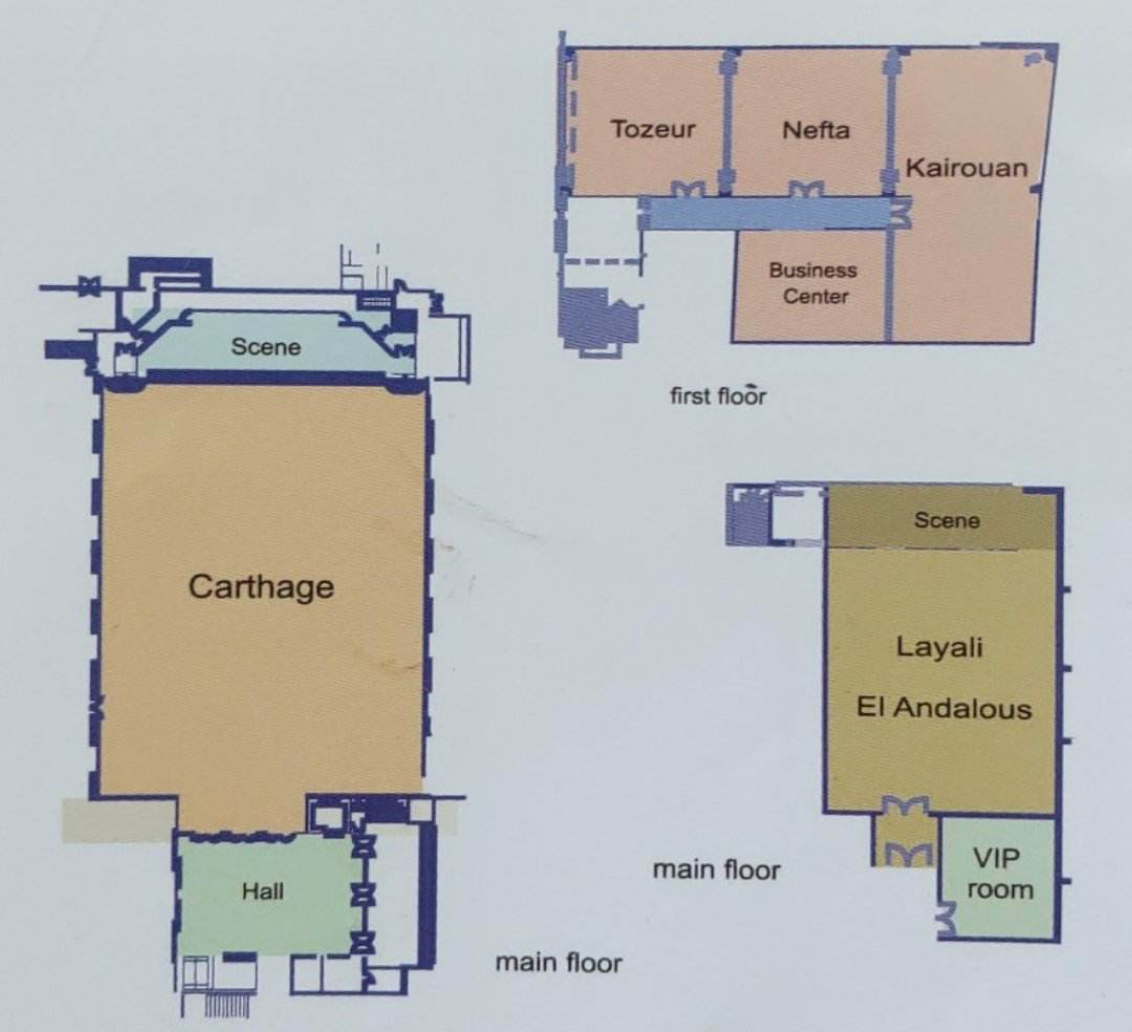 Tozeur
Nefta
Kairouan
Business
Center
first floor
Scene
Carthage
Hall
main floor
Scene
Layali
El Andalous
VIP
room
main floor